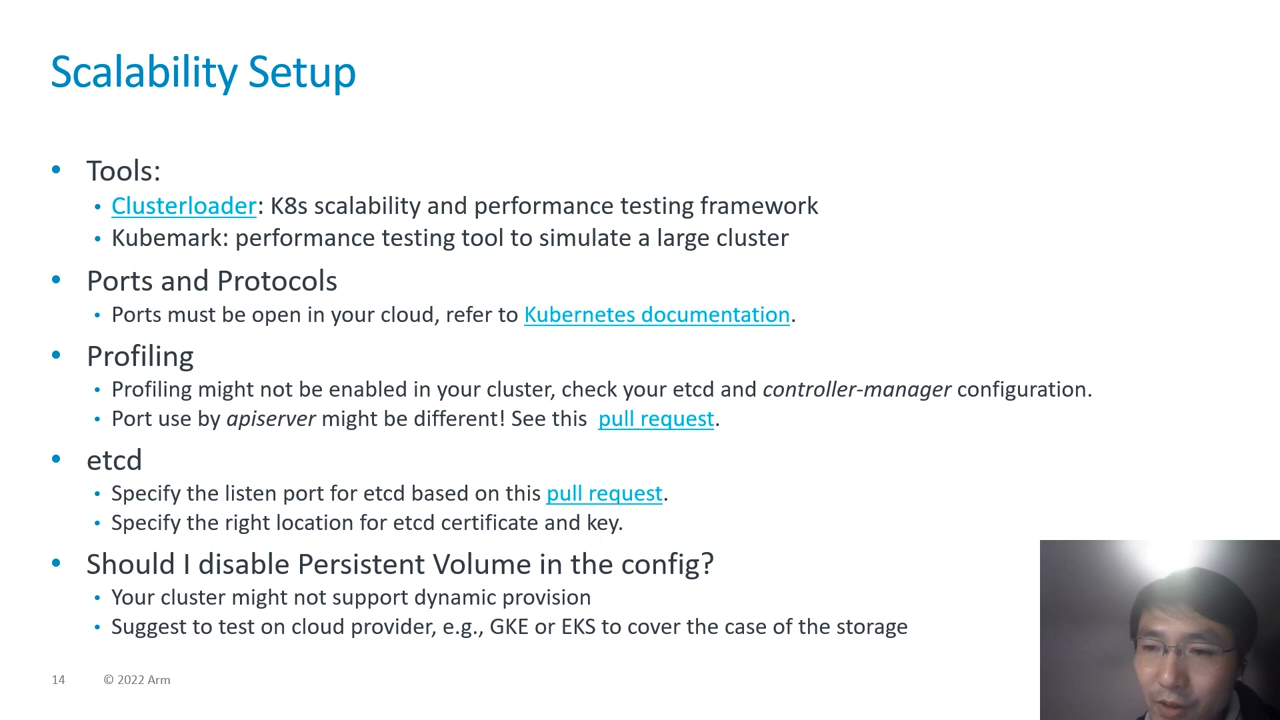 Scalability Setup
• Tools:
• Clusterloader: K8s scalability and performance testing framework
• Kubemark: performance testing tool to simulate a large cluster
• Ports and Protocols
• Ports must be open in your cloud, refer to Kubernetes documentation.
• Profiling
• Profiling might not be enabled in your cluster, check your etcd and controller-manager configuration.
• Port use by apiserver might be different! See this pull request.
• etcd
• Specify the listen port for etcd based on this pull request.
• Specify the right location for etcd certificate and key.
• Should I disable Persistent Volume in the config?
• Your cluster might not support dynamic provision
• Suggest to test on cloud provider, e.g., GKE or EKS to cover the case of the storage
14 © 2022 Arm